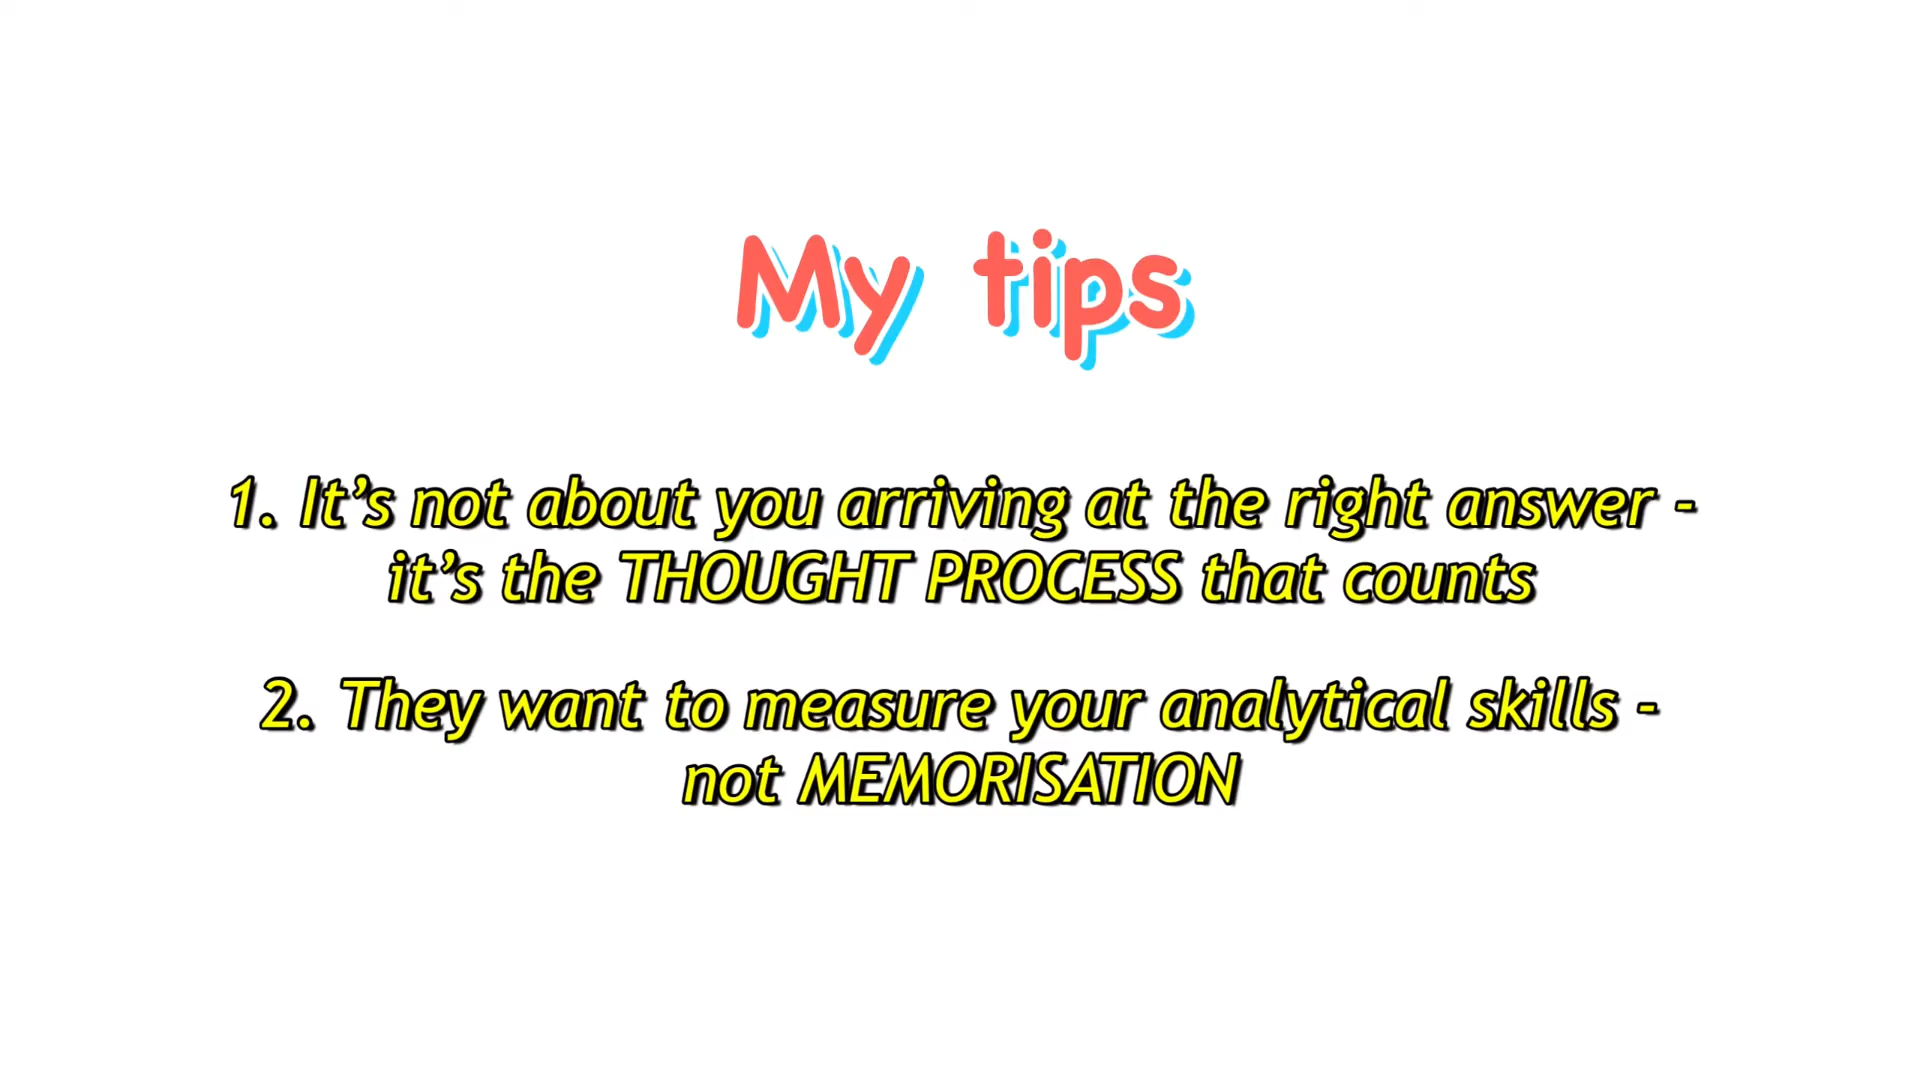 My tips
1. It’s not about you arriving at the right answer -
it’s the THOUGHT PROCESS that counts
2. They want to measure your analytical skills -
not MEMORISATION